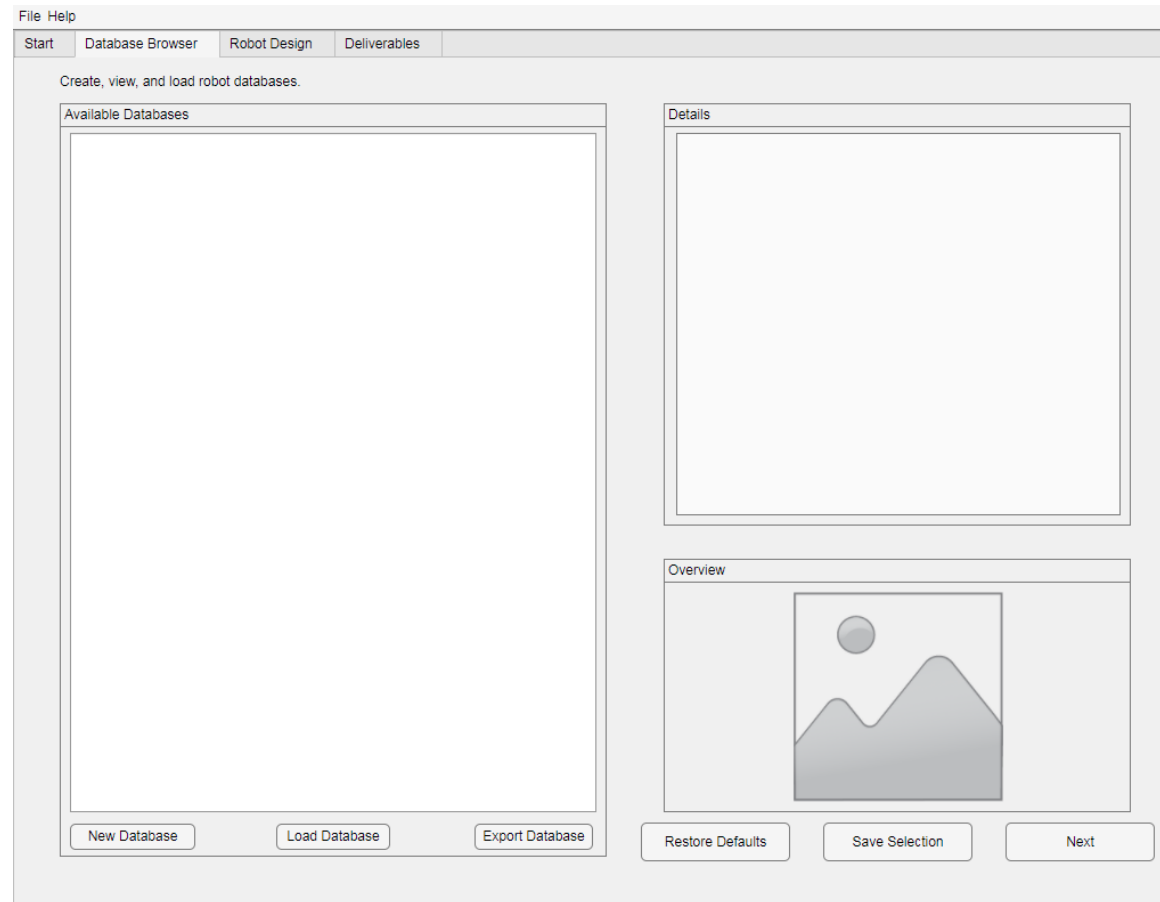 File Help
Start Database Browser Robot Design Deliverables
Create, view, and load robot databases.
Available Databases
Details
Overview
New Database Load Database Export Database
Restore Defaults Save Selection Next